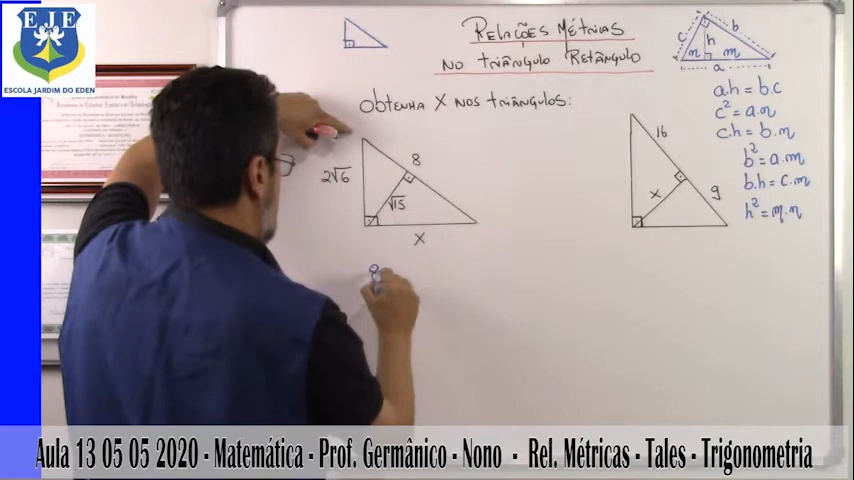 EJE
ESCOLA JARDIM DO EDEN
RELAÇÕES MÉTRICAS
NO TRIÂNGULO RETÂNGULO
OBTENHA X NOS TRIÂNGULOS:
2√6
8
√15
X
8
16
X
9
c
b
h
n
m
a
a.h = b.c
c² = a.n
c.h = b.n
b² = a.m
b.h = c.m
h² = m.n
Aula 13 05 05 2020 - Matemática - Prof. Germânico - Nono - Rel. Métricas - Tales - Trigonometria